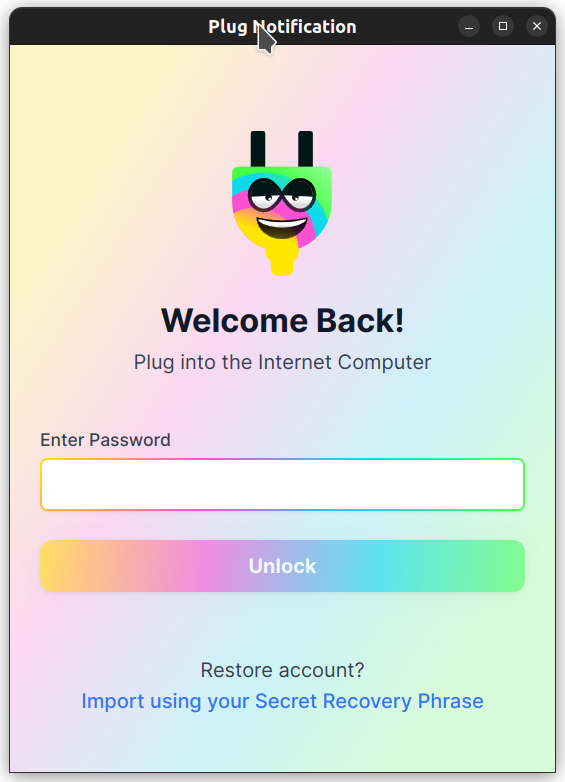 Plug Notification
Welcome Back!
Plug into the Internet Computer
Enter Password
Unlock
Restore account?
Import using your Secret Recovery Phrase